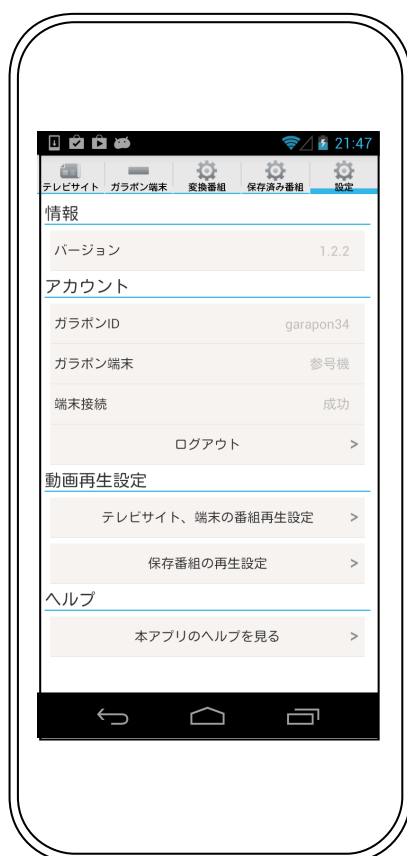 21:47
テレビサイト ガラポン端末 変換番組 保存済み番組 設定
情報
バージョン 1.2.2
アカウント
ガラポンID garapon34
ガラポン端末 参号機
端末接続 成功
ログアウト >
動画再生設定
テレビサイト、端末の番組再生設定 >
保存番組の再生設定 >
ヘルプ
本アプリのヘルプを見る >